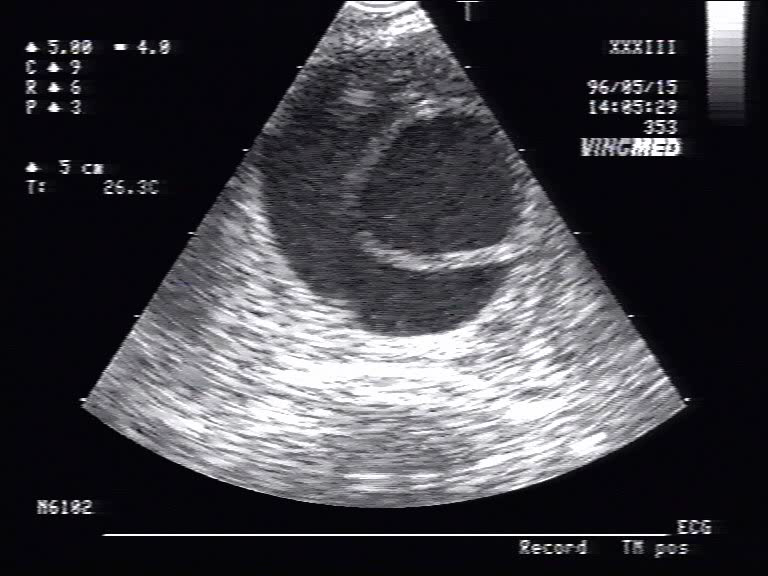 5.00 4.0
C 9
R 6
P 3
5 cm
T: 26.3C
XXXIII
96/05/15
14:05:29
353
VINGMED
M6102
ECG
Record TM pos